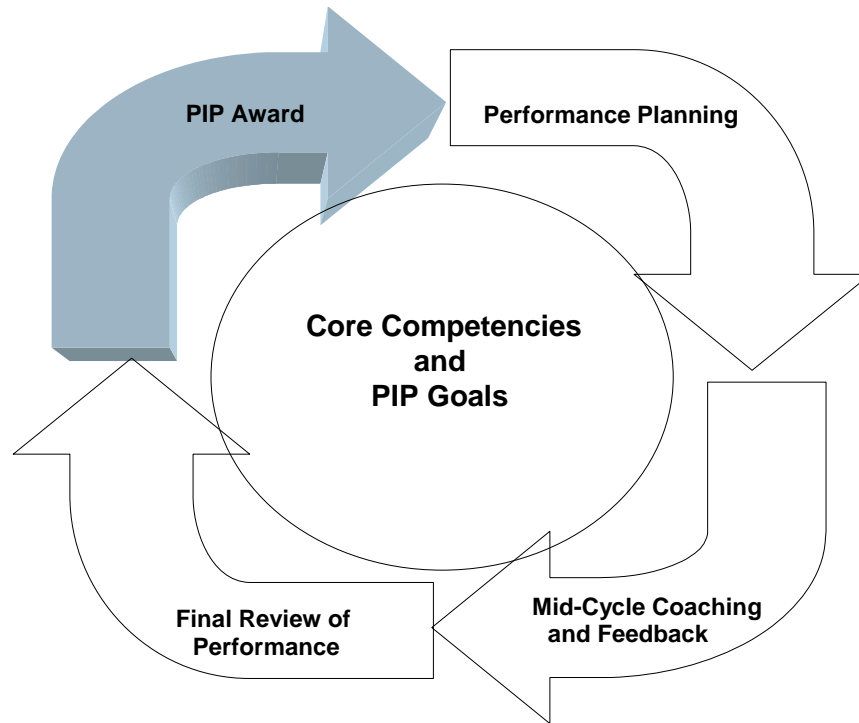 PIP Award
Performance Planning
Core Competencies
and
PIP Goals
Mid-Cycle Coaching
and Feedback
Final Review of
Performance